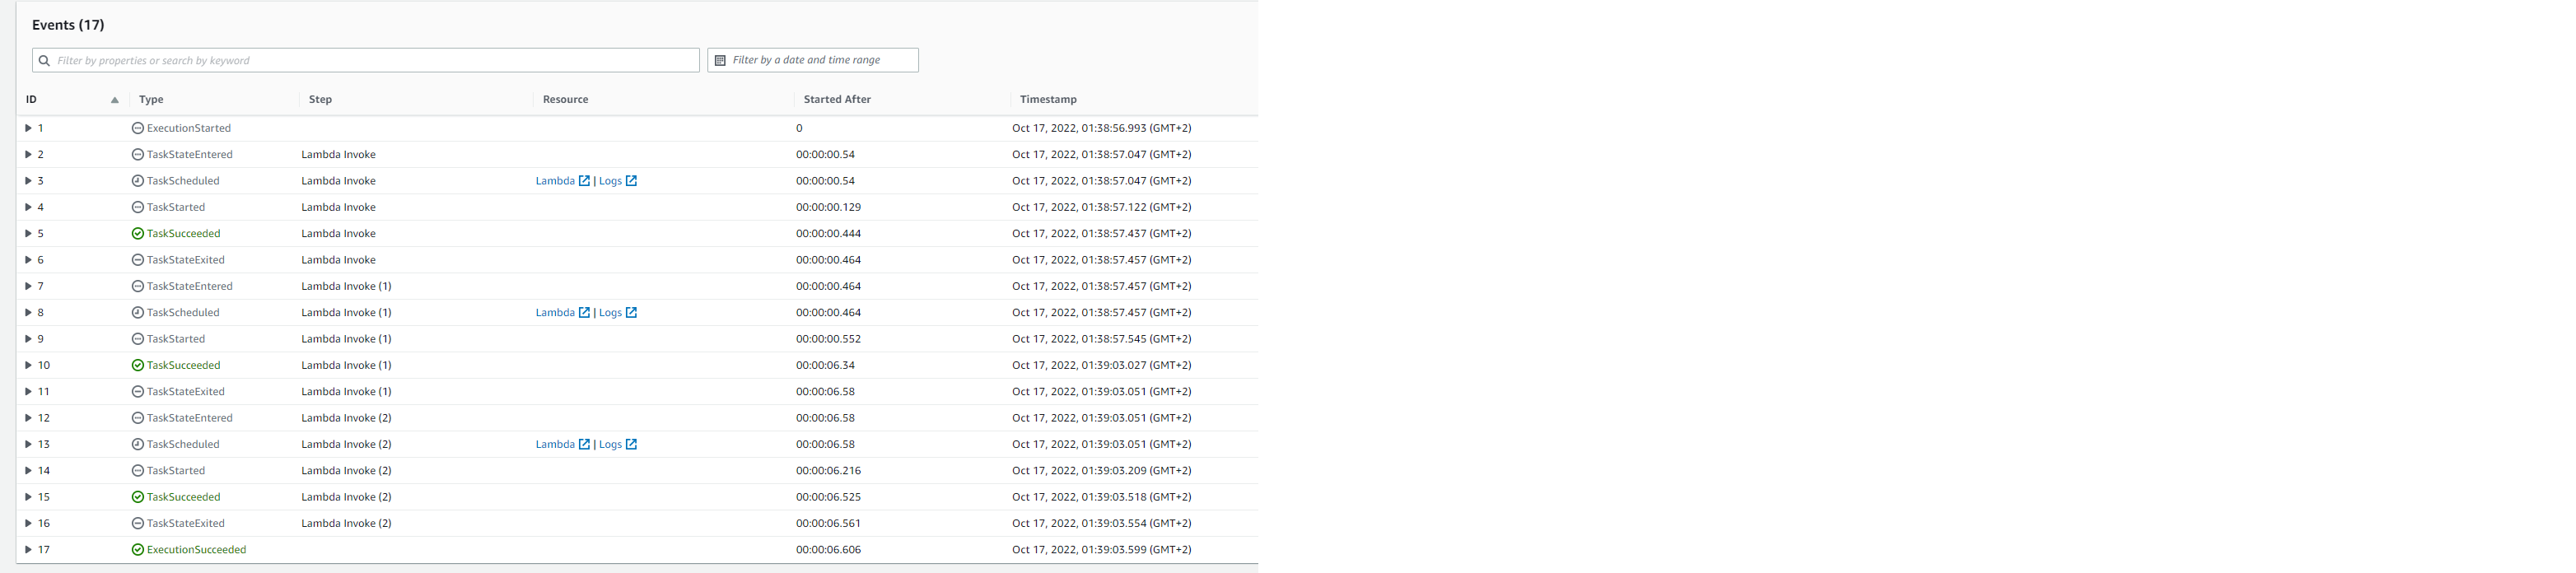 Events (17)
Filter by properties or search by keyword Filter by a date and time range
ID Type Step Resource Started After Timestamp
1 ExecutionStarted 0 Oct 17, 2022, 01:38:56.993 (GMT+2)
2 TaskStateEntered Lambda Invoke 00:00:00.54 Oct 17, 2022, 01:38:57.047 (GMT+2)
3 TaskScheduled Lambda Invoke Lambda | Logs 00:00:00.54 Oct 17, 2022, 01:38:57.047 (GMT+2)
4 TaskStarted Lambda Invoke 00:00:00.129 Oct 17, 2022, 01:38:57.122 (GMT+2)
5 TaskSucceeded Lambda Invoke 00:00:00.444 Oct 17, 2022, 01:38:57.437 (GMT+2)
6 TaskStateExited Lambda Invoke 00:00:00.464 Oct 17, 2022, 01:38:57.457 (GMT+2)
7 TaskStateEntered Lambda Invoke (1) 00:00:00.464 Oct 17, 2022, 01:38:57.457 (GMT+2)
8 TaskScheduled Lambda Invoke (1) Lambda | Logs 00:00:00.464 Oct 17, 2022, 01:38:57.457 (GMT+2)
9 TaskStarted Lambda Invoke (1) 00:00:00.552 Oct 17, 2022, 01:38:57.545 (GMT+2)
10 TaskSucceeded Lambda Invoke (1) 00:00:06.34 Oct 17, 2022, 01:39:03.027 (GMT+2)
11 TaskStateExited Lambda Invoke (1) 00:00:06.58 Oct 17, 2022, 01:39:03.051 (GMT+2)
12 TaskStateEntered Lambda Invoke (2) 00:00:06.58 Oct 17, 2022, 01:39:03.051 (GMT+2)
13 TaskScheduled Lambda Invoke (2) Lambda | Logs 00:00:06.58 Oct 17, 2022, 01:39:03.051 (GMT+2)
14 TaskStarted Lambda Invoke (2) 00:00:06.216 Oct 17, 2022, 01:39:03.209 (GMT+2)
15 TaskSucceeded Lambda Invoke (2) 00:00:06.525 Oct 17, 2022, 01:39:03.518 (GMT+2)
16 TaskStateExited Lambda Invoke (2) 00:00:06.561 Oct 17, 2022, 01:39:03.554 (GMT+2)
17 ExecutionSucceeded 00:00:06.606 Oct 17, 2022, 01:39:03.599 (GMT+2)